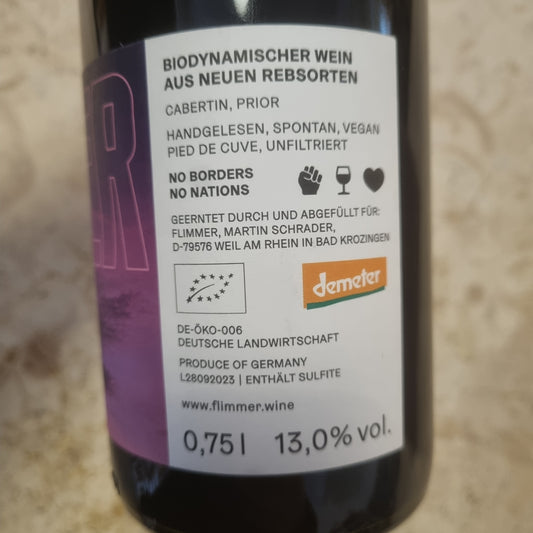 ER
BIODYNAMISCHER WEIN
AUS NEUEN REBSORTEN
CABERTIN, PRIOR
HANDGELESEN, SPONTAN, VEGAN
PIED DE CUVE, UNFILTRIERT
NO BORDERS
NO NATIONS
GEERNTET DURCH UND ABGEFÜLLT FÜR:
FLIMMER, MARTIN SCHRADER,
D-79576 WEIL AM RHEIN IN BAD KROZINGEN
demeter
DE-ÖKO-006
DEUTSCHE LANDWIRTSCHAFT
PRODUCE OF GERMANY
L28092023 | ENTHÄLT SULFITE
www.flimmer.wine
0,75 l 13,0% vol.